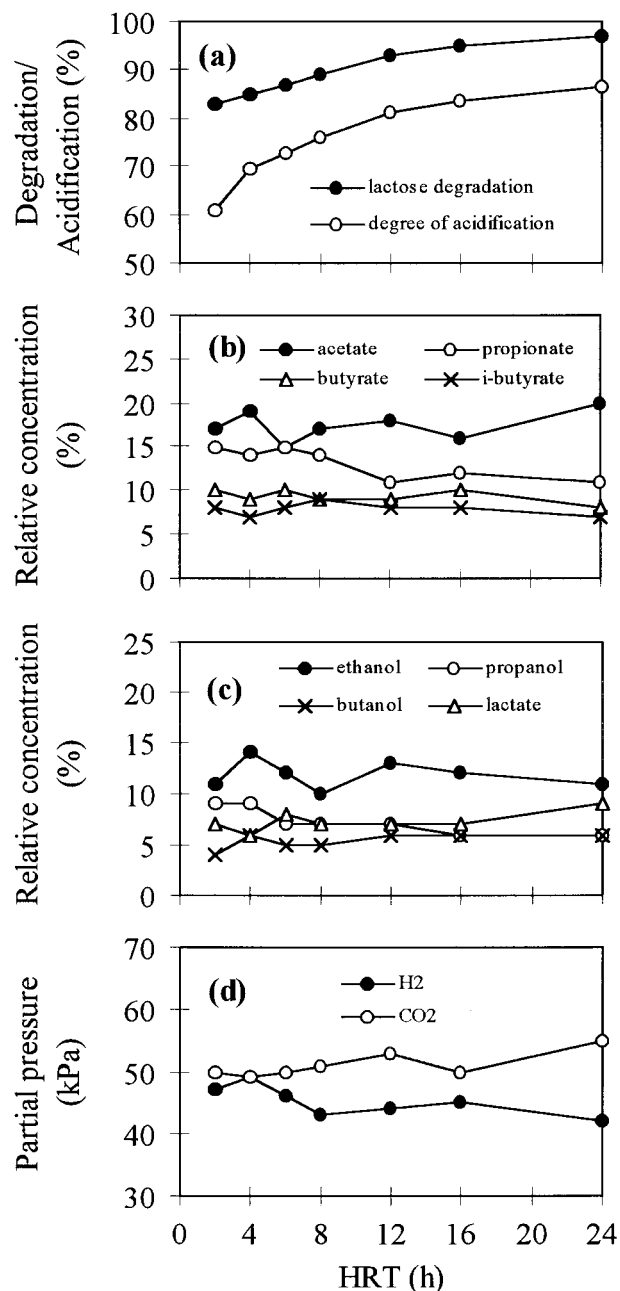 Degradation/
Acidification (%)
100
90
80
70
60
50
(a)
lactose degradation
degree of acidification
Relative concentration
(%)
30
25
20
15
10
5
0
(b)
acetate propionate
butyrate i-butyrate
Relative concentration
(%)
25
20
15
10
5
0
(c)
ethanol propanol
butanol lactate
Partial pressure
(kPa)
70
60
50
40
30
(d)
H2
CO2
0 4 8 12 16 20 24
HRT (h)